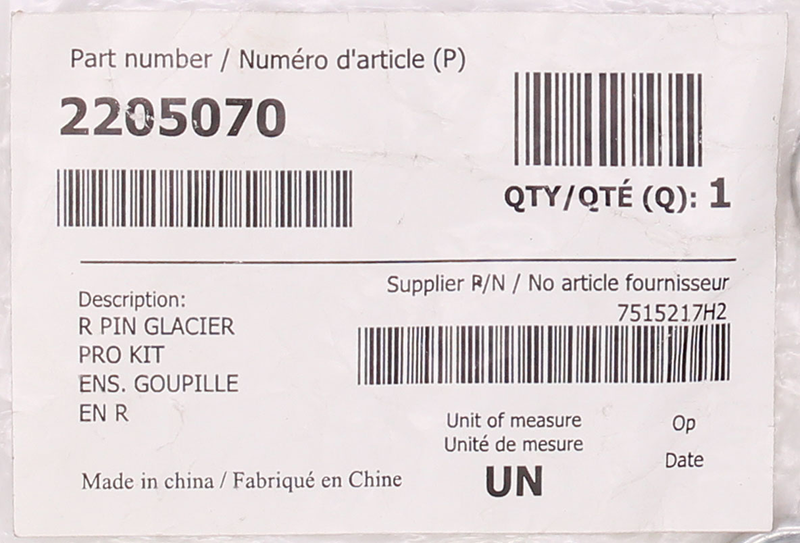 Part number / Numéro d'article (P)
2205070
QTY/QTÉ (Q): 1
Supplier P/N / No article fournisseur
7515217H2
Description:
R PIN GLACIER
PRO KIT
ENS. GOUPILLE
EN R
Unit of measure
Unité de mesure
UN
Op
Date
Made in china / Fabriqué en Chine